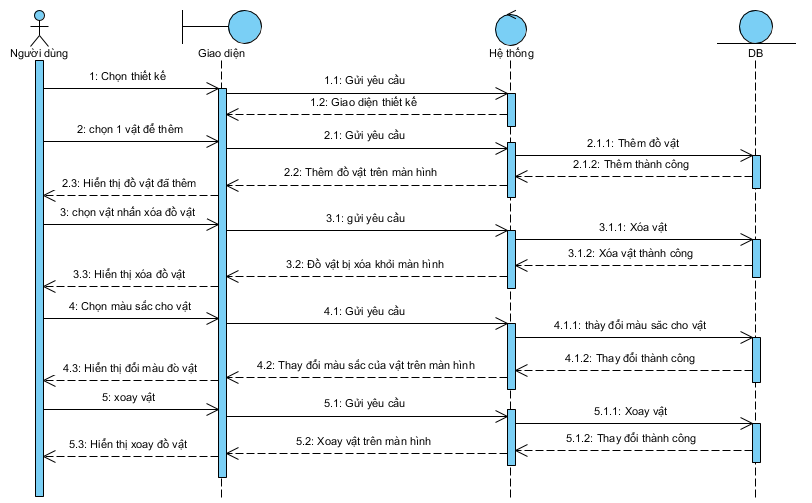 Người dùng
Giao diện
Hệ thống
DB
1: Chọn thiết kế
1.1: Gửi yêu cầu
1.2: Giao diện thiết kế
2: chọn 1 vật để thêm
2.1: Gửi yêu cầu
2.1.1: Thêm đồ vật
2.1.2: Thêm thành công
2.2: Thêm đồ vật trên màn hình
2.3: Hiển thị đồ vật đã thêm
3: chọn vật nhấn xóa đồ vật
3.1: gửi yêu cầu
3.1.1: Xóa vật
3.1.2: Xóa vật thành công
3.2: Đồ vật bị xóa khỏi màn hình
3.3: Hiển thị xóa đồ vật
4: Chọn màu sắc cho vật
4.1: Gửi yêu cầu
4.1.1: thày đổi màu sắc cho vật
4.1.2: Thay đổi thành công
4.2: Thay đổi màu sắc của vật trên màn hình
4.3: Hiển thị đổi màu đò vật
5: xoay vật
5.1: Gửi yêu cầu
5.1.1: Xoay vật
5.1.2: Thay đổi thành công
5.2: Xoay vật trên màn hình
5.3: Hiển thị xoay đồ vật